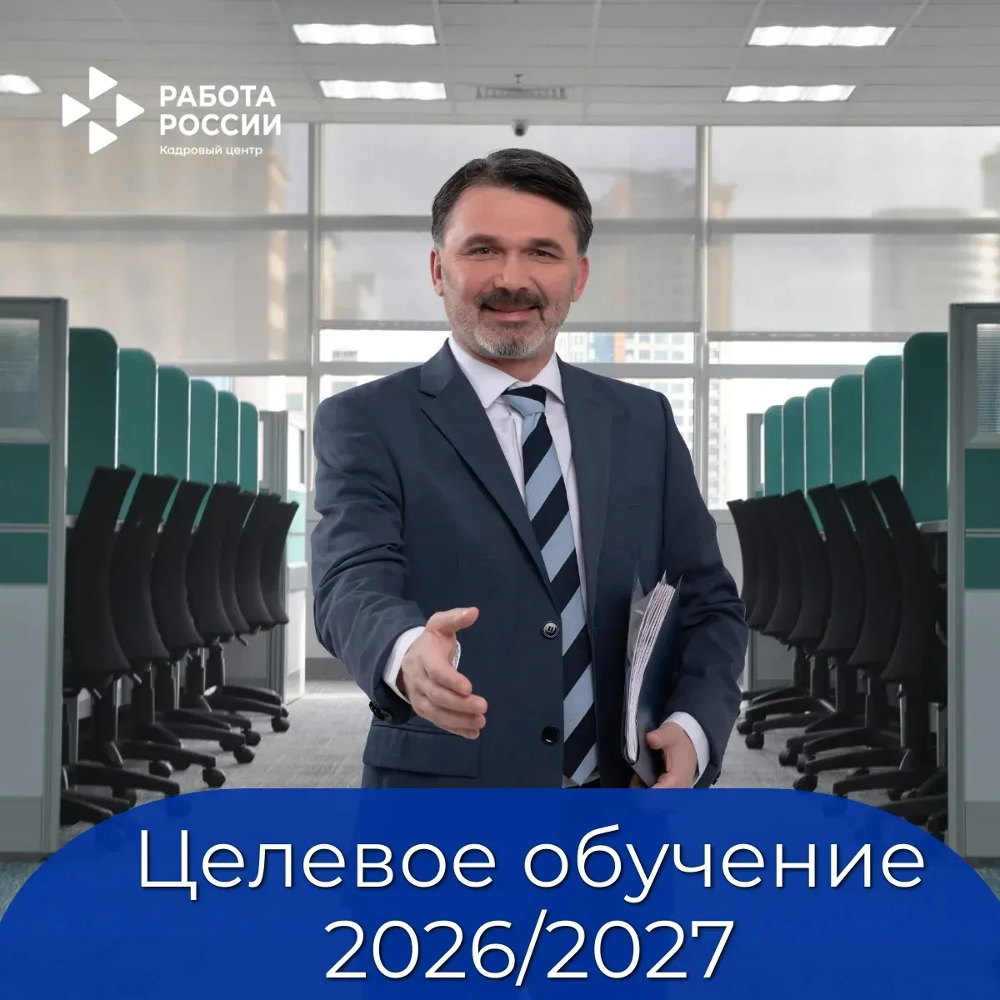 РАБОТА
РОССИИ
Кадровый центр
Целевое обучение
2026/2027